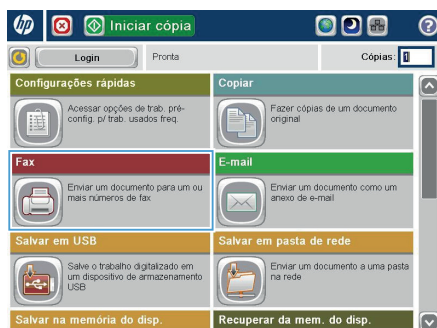 hp Iniciar cópia ?
Login Pronta Cópias: 1
Configurações rápidas
Acessar opções de trab. pré-
config. p/ trab. usados freq.
Copiar
Fazer cópias de um documento
original
Fax
Enviar um documento para um ou
mais números de fax
E-mail
Enviar um documento como um
anexo de e-mail
Salvar em USB
Salve o trabalho digitalizado em
um dispositivo de armazenamento
USB
Salvar em pasta de rede
Enviar um documento a uma pasta
na rede
Salvar na memória do disp.
Recuperar da mem. do disp.